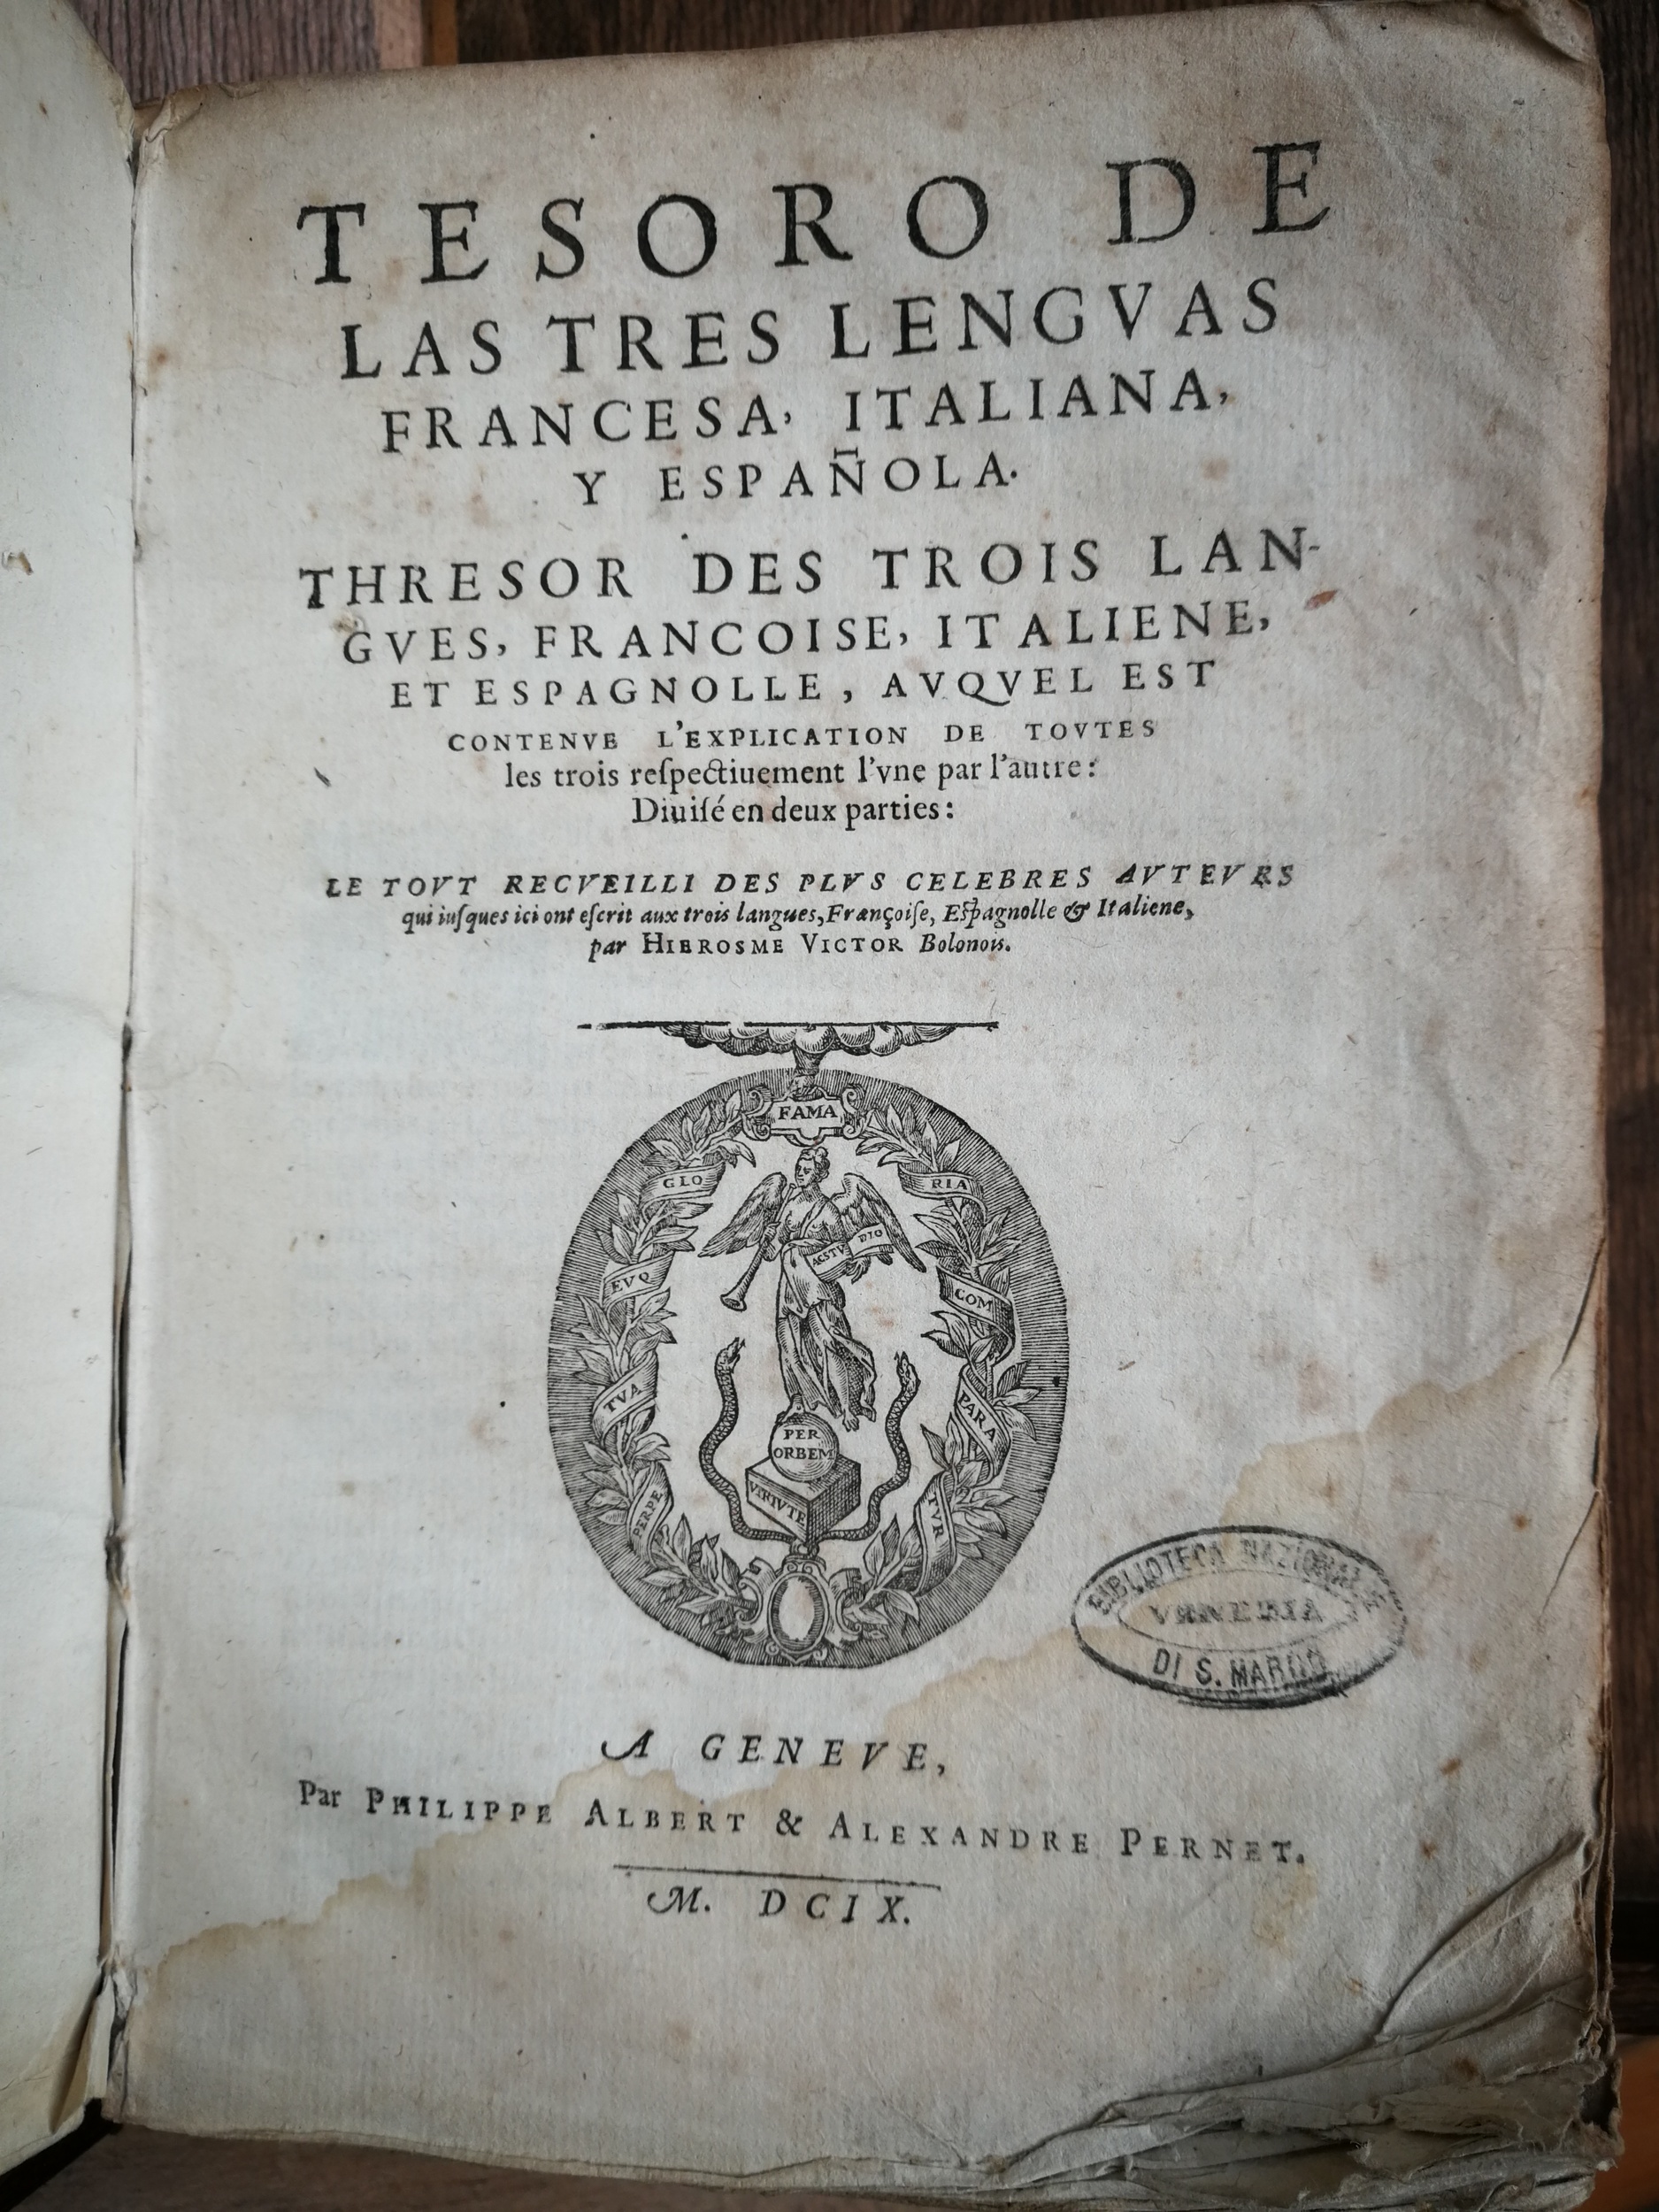 TESORO DE
LAS TRES LENGVAS
FRANCESA, ITALIANA,
Y ESPAÑOLA.
THRESOR DES TROIS LAN-
GVES, FRANCOISE, ITALIENE,
ET ESPAGNOLLE, AVQVEL EST
CONTENVE L'EXPLICATION DE TOVTES
les trois reſpectiuement l'vne par l'autre:
Diuiſé en deux parties:
LE TOVT RECVEILLI DES PLVS CELEBRES AVTEVRS
qui iuſques ici ont eſcrit aux trois langues, Françoiſe, Eſpagnolle & Italiene,
par HIEROSME VICTOR Bolonois.
FAMA
GLO
RIA
ACSTV
DIO
EVQ
COM
TVA
PARA
PER
ORBEM
VIRTVTE
PERPE
TVR
BIBLIOTECA NAZIONALE
VENEZIA
DI S. MARCO
A GENEVE,
Par PHILIPPE ALBERT & ALEXANDRE PERNET.
M. DCIX.